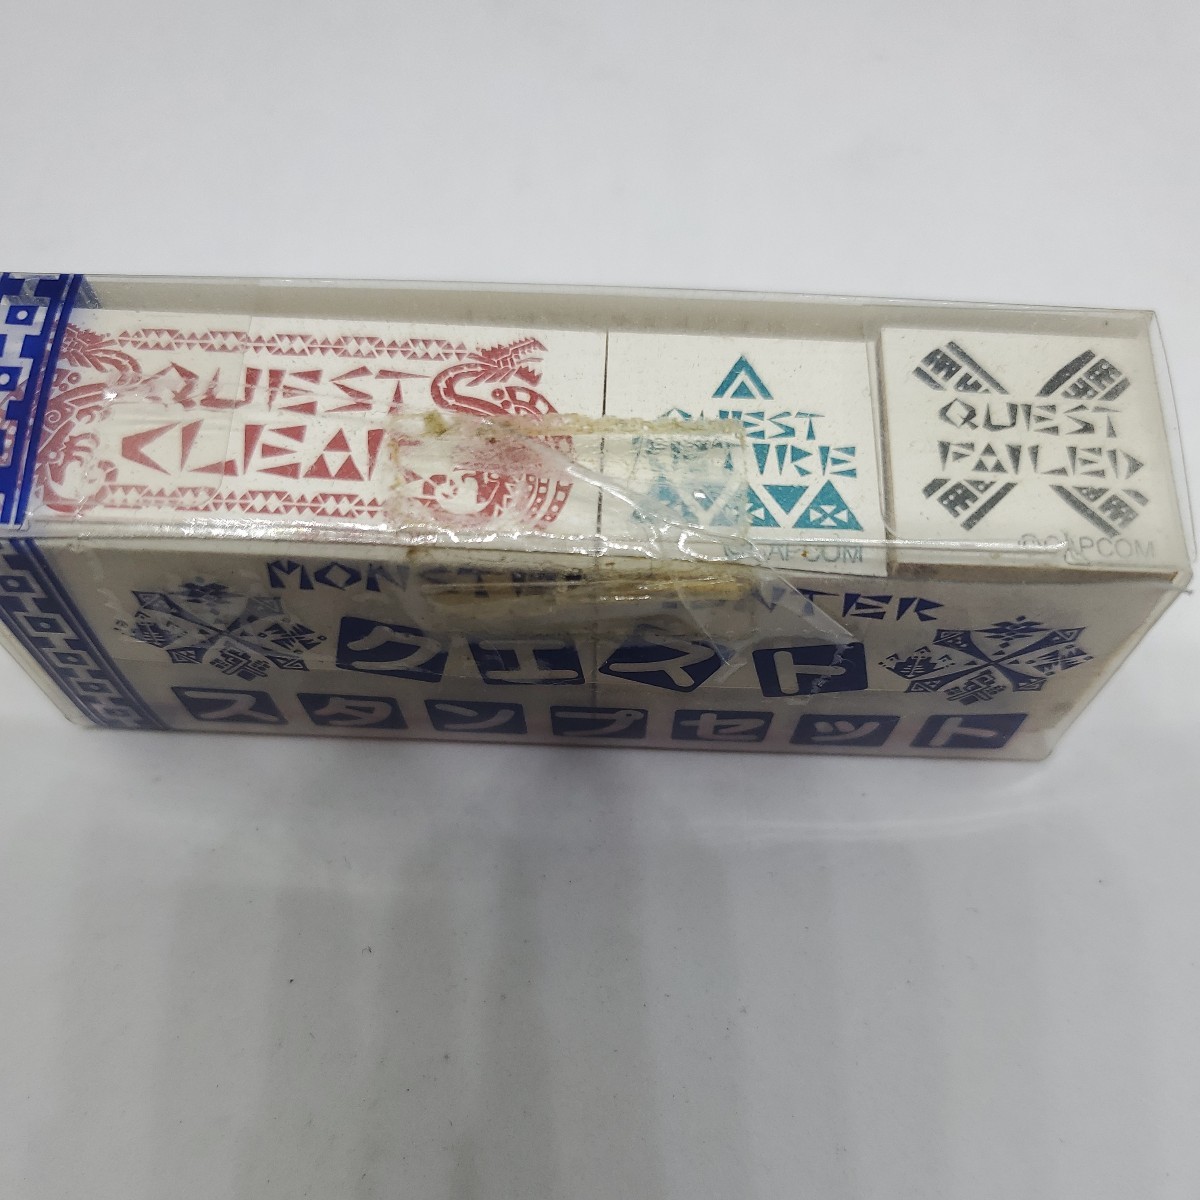 QUEST
CLEAR
QUEST
QUEST
FAILED
CAPCOM
©CAPCOM
MONSTER HUNTER
クエスト
スタンプセット